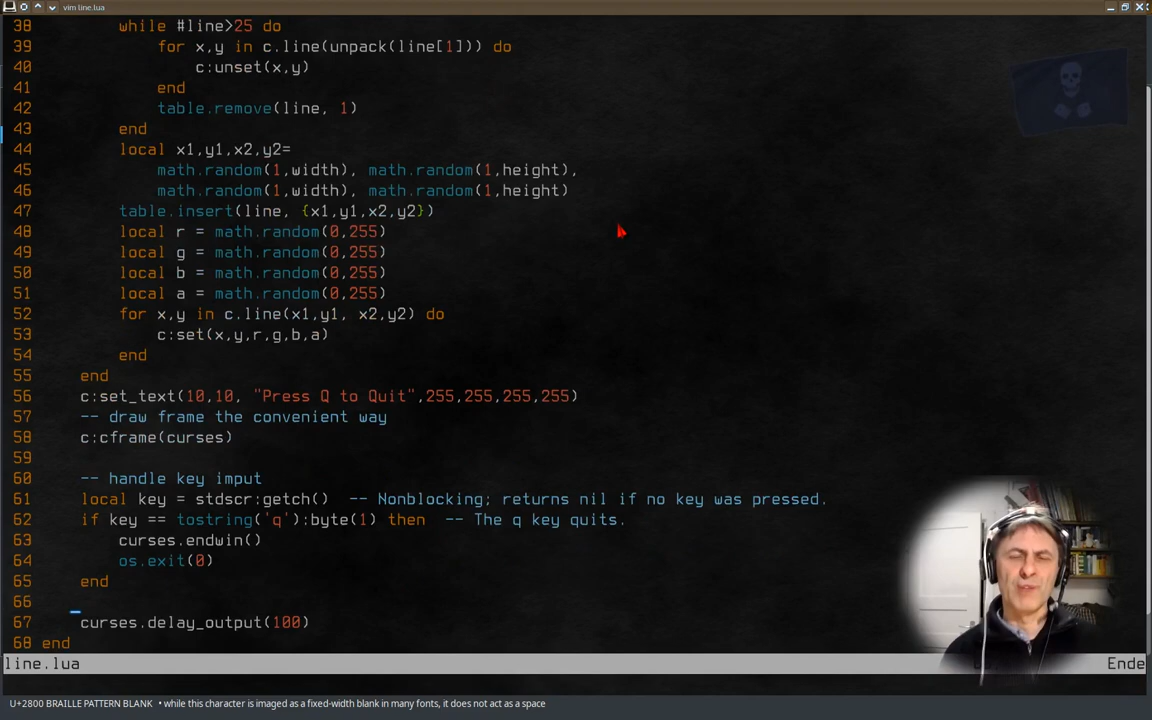 vim line.lua
38 while #line>25 do
39 for x,y in c.line(unpack(line[1])) do
40 c:unset(x,y)
41 end
42 table.remove(line, 1)
43 end
44 local x1,y1,x2,y2=
45 math.random(1,width), math.random(1,height),
46 math.random(1,width), math.random(1,height)
47 table.insert(line, {x1,y1,x2,y2})
48 local r = math.random(0,255)
49 local g = math.random(0,255)
50 local b = math.random(0,255)
51 local a = math.random(0,255)
52 for x,y in c.line(x1,y1, x2,y2) do
53 c:set(x,y,r,g,b,a)
54 end
55 end
56 c:set_text(10,10, "Press Q to Quit",255,255,255,255)
57 -- draw frame the convenient way
58 c:cframe(curses)
59
60 -- handle key imput
61 local key = stdscr:getch() -- Nonblocking; returns nil if no key was pressed.
62 if key == tostring('q'):byte(1) then -- The q key quits.
63 curses.endwin()
64 os.exit(0)
65 end
66
67 curses.delay_output(100)
68 end
line.lua Ende
U+2800 BRAILLE PATTERN BLANK • while this character is imaged as a fixed-width blank in many fonts, it does not act as a space